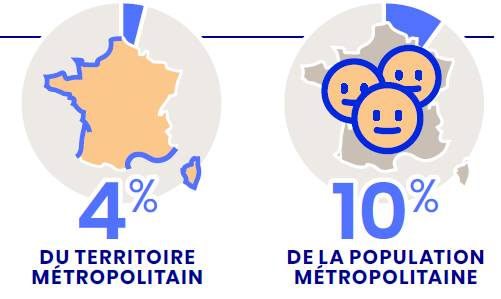 4%
DU TERRITOIRE
MÉTROPOLITAIN
10%
DE LA POPULATION
MÉTROPOLITAINE